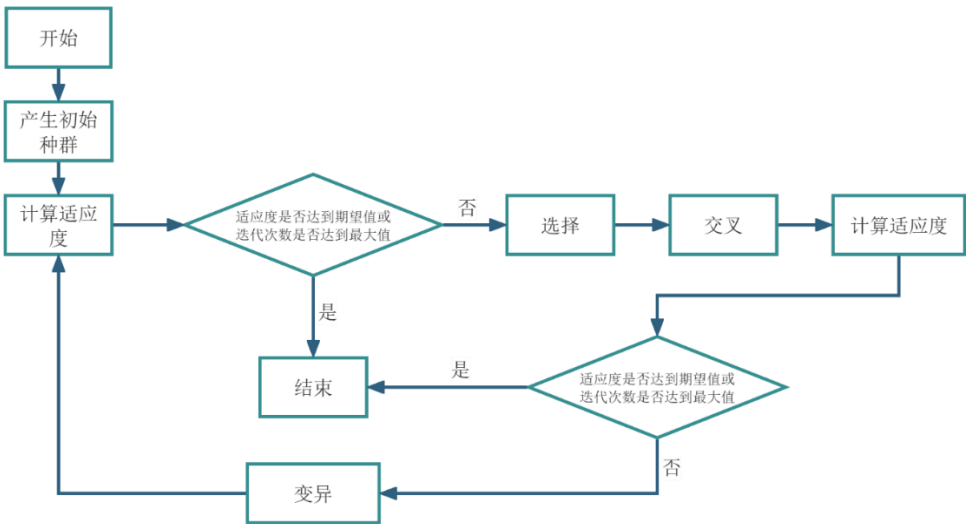 开始
产生初始
种群
计算适应
度
适应度是否达到期望值或
迭代次数是否达到最大值
否
选择
交叉
计算适应度
是
结束
是
适应度是否达到期望值或
迭代次数是否达到最大值
否
变异